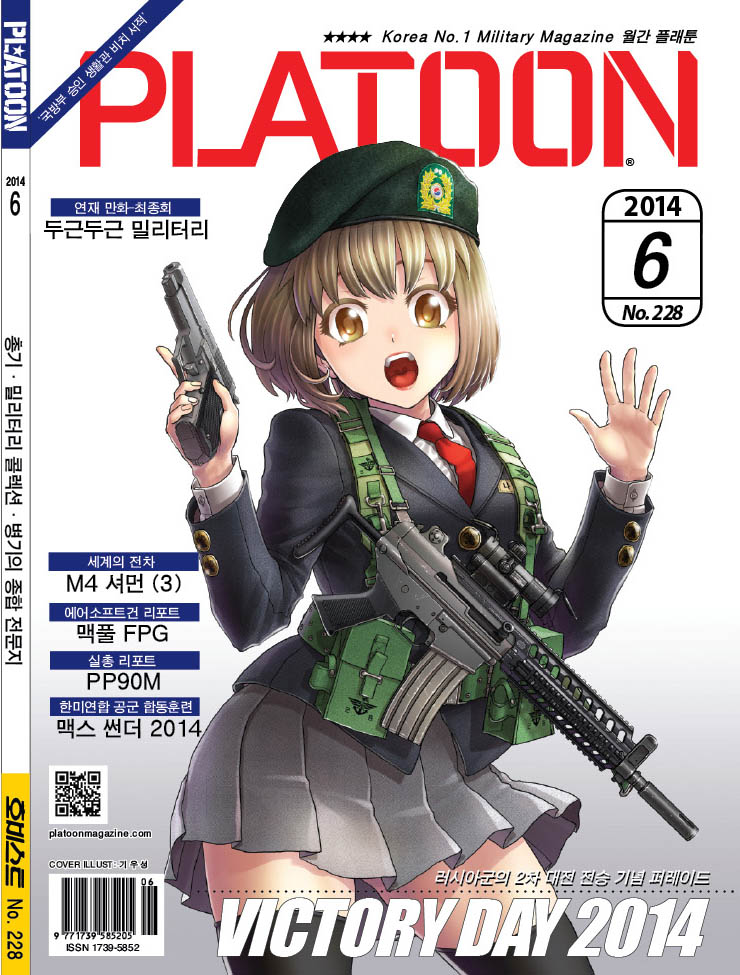 PLATOON
2014
6
총기 · 밀리터리 콜렉션 · 병기의 종합 전문지
호비스트
No. 228
'국방부 승인 생활관 비치 서적'
★★★★ Korea No.1 Military Magazine 월간 플래툰
PLATOON
®
2014
6
No. 228
연재 만화-최종회
두근두근 밀리터리
세계의 전차
M4 셔먼 (3)
에어소프트건 리포트
맥풀 FPG
실총 리포트
PP90M
한미연합 공군 합동훈련
맥스 썬더 2014
platoonmagazine.com
COVER ILLUST : 기 우 성
06
9 771739 585205
ISSN 1739-5852
러시아군의 2차 대전 전승 기념 퍼레이드
VICTORY DAY 2014